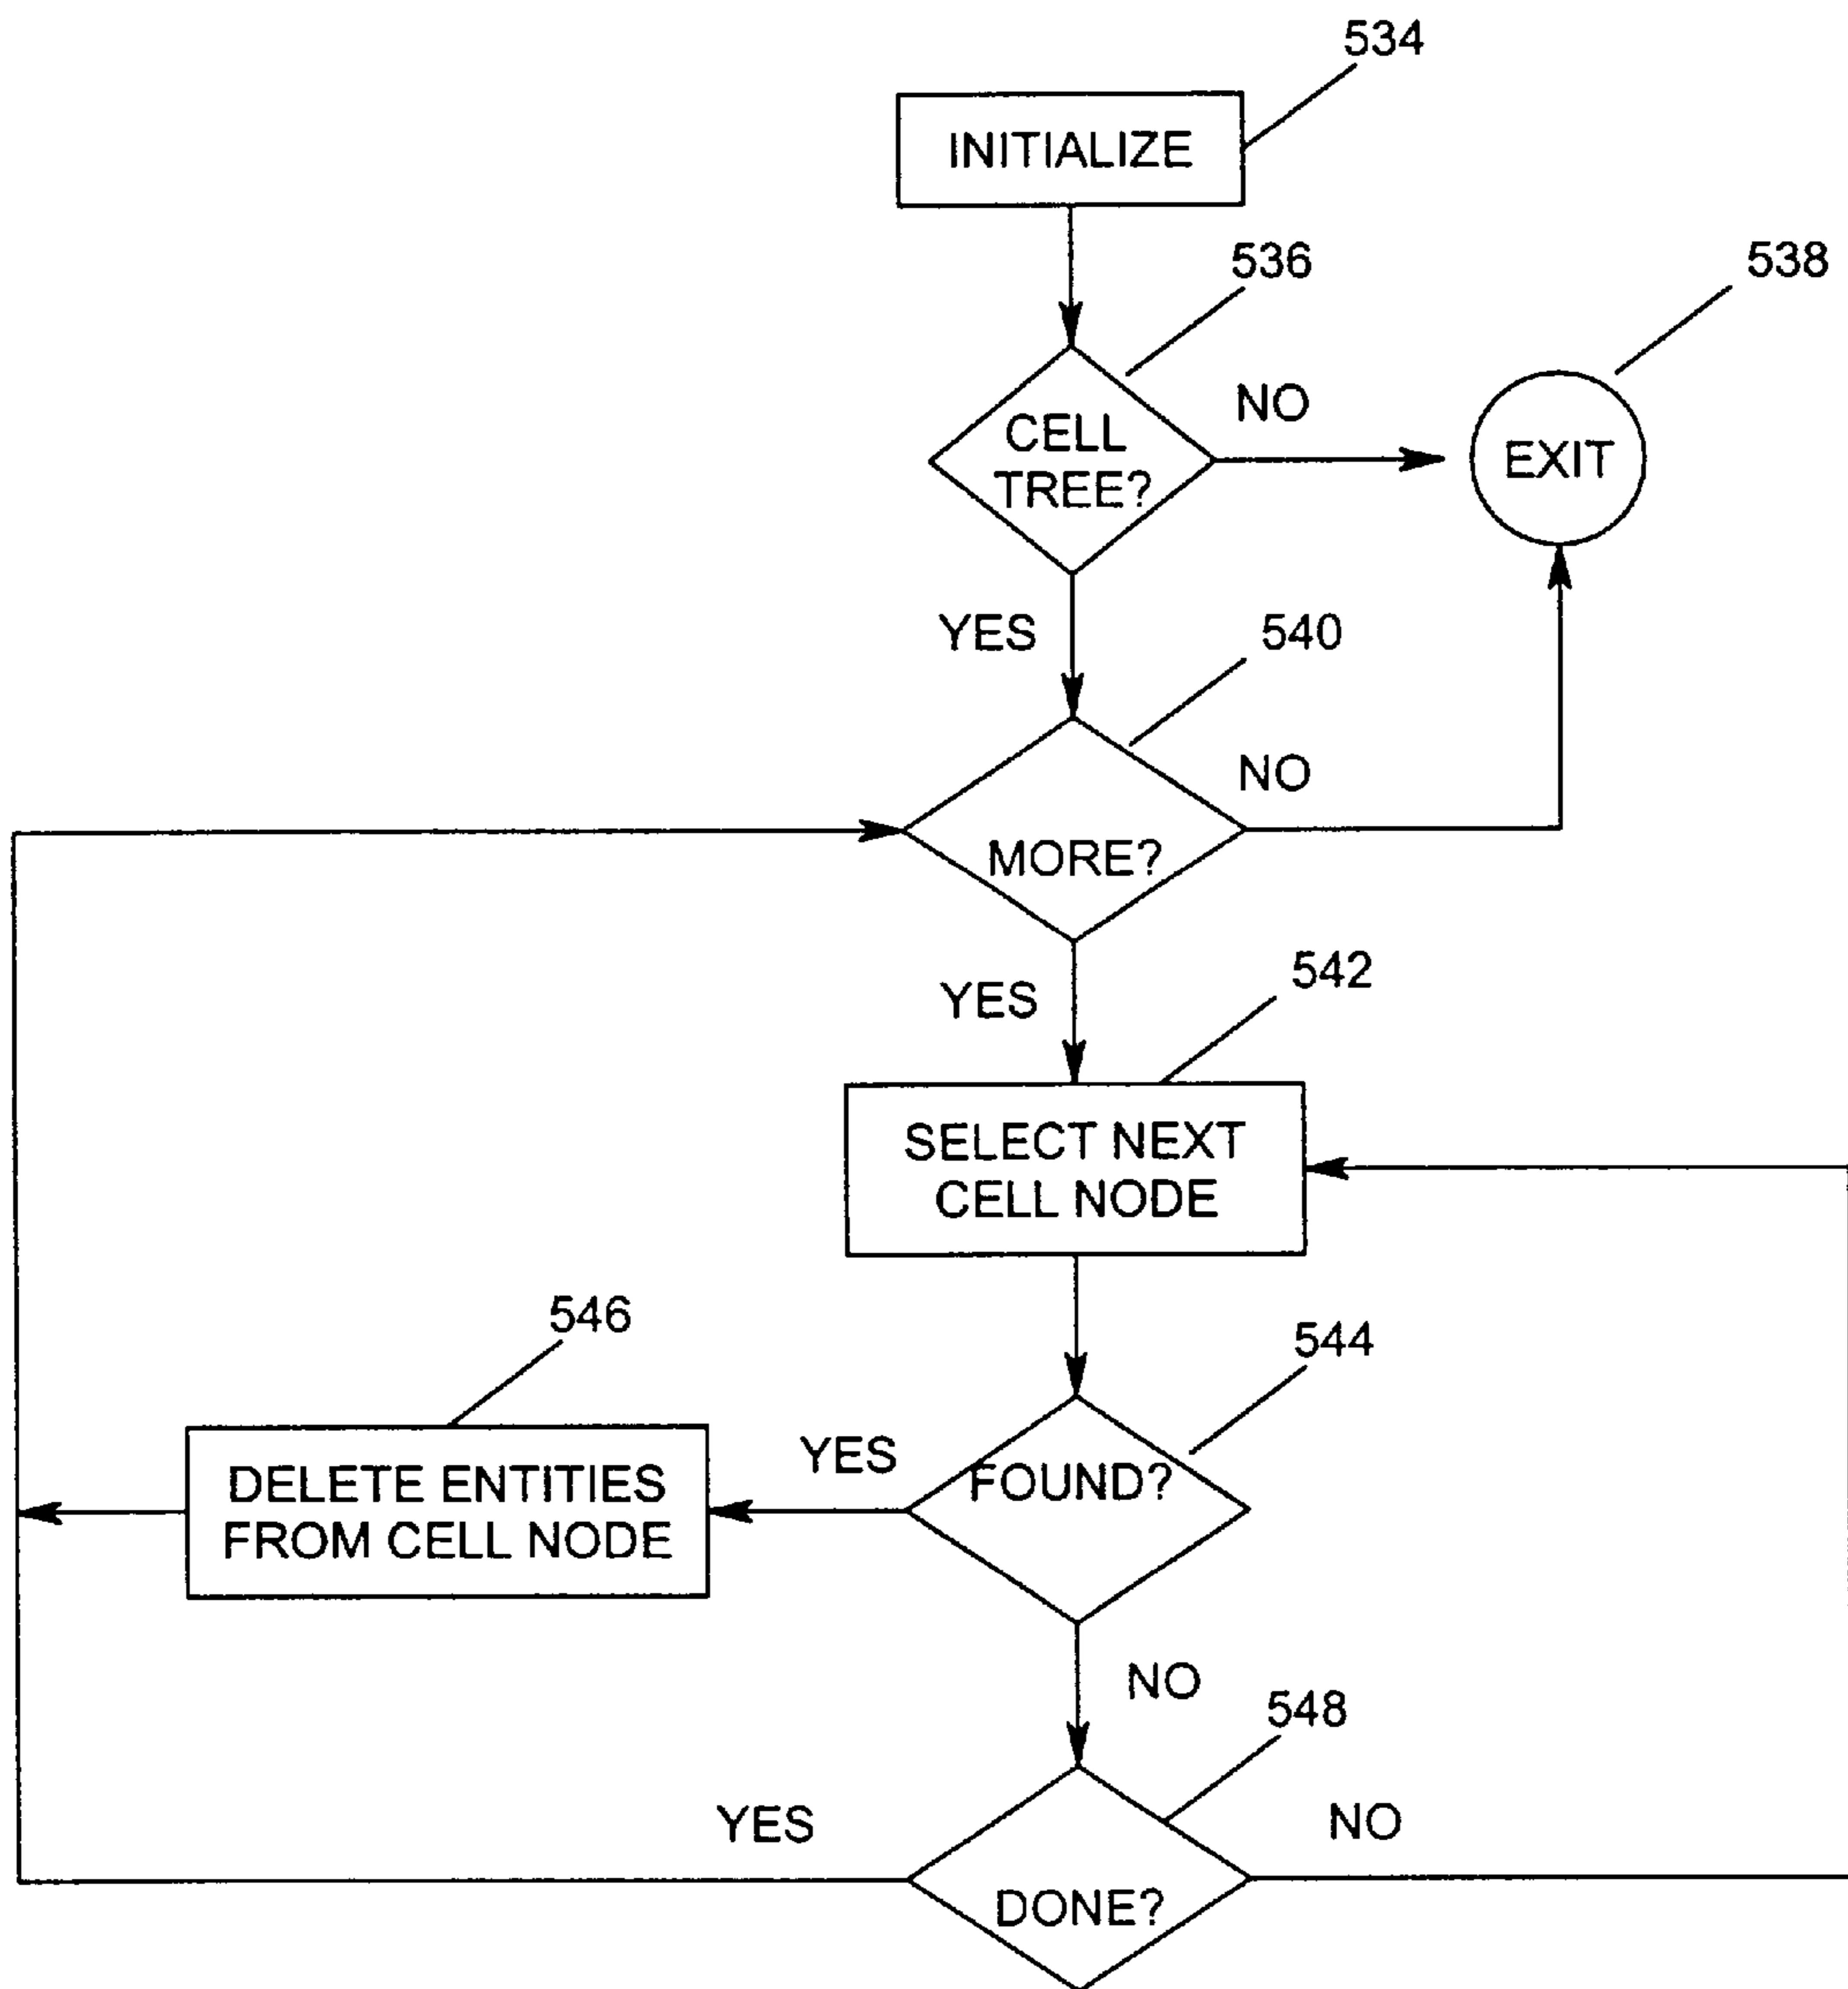 534
INITIALIZE
536
538
NO
CELL
TREE?
EXIT
YES
540
NO
MORE?
542
YES
SELECT NEXT
CELL NODE
546
544
YES
FOUND?
DELETE ENTITIES
FROM CELL NODE
NO
548
YES
NO
DONE?